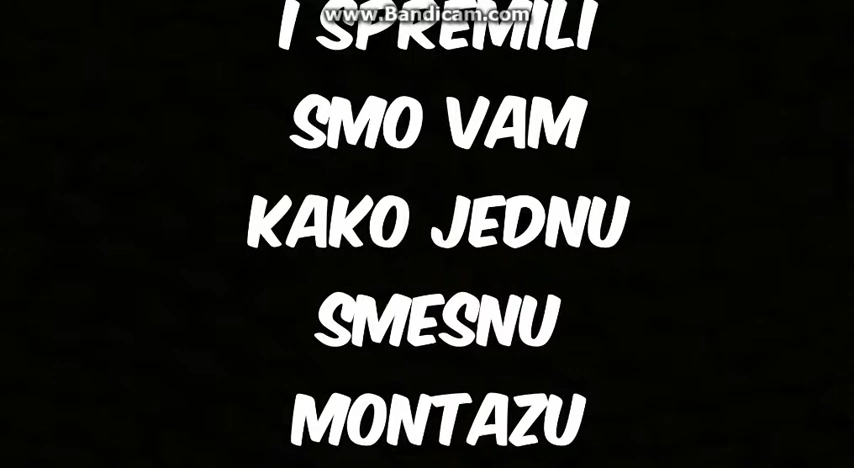 www.Bandicam.com
I SPREMILI
SMO VAM
KAKO JEDNU
SMESNU
MONTAZU